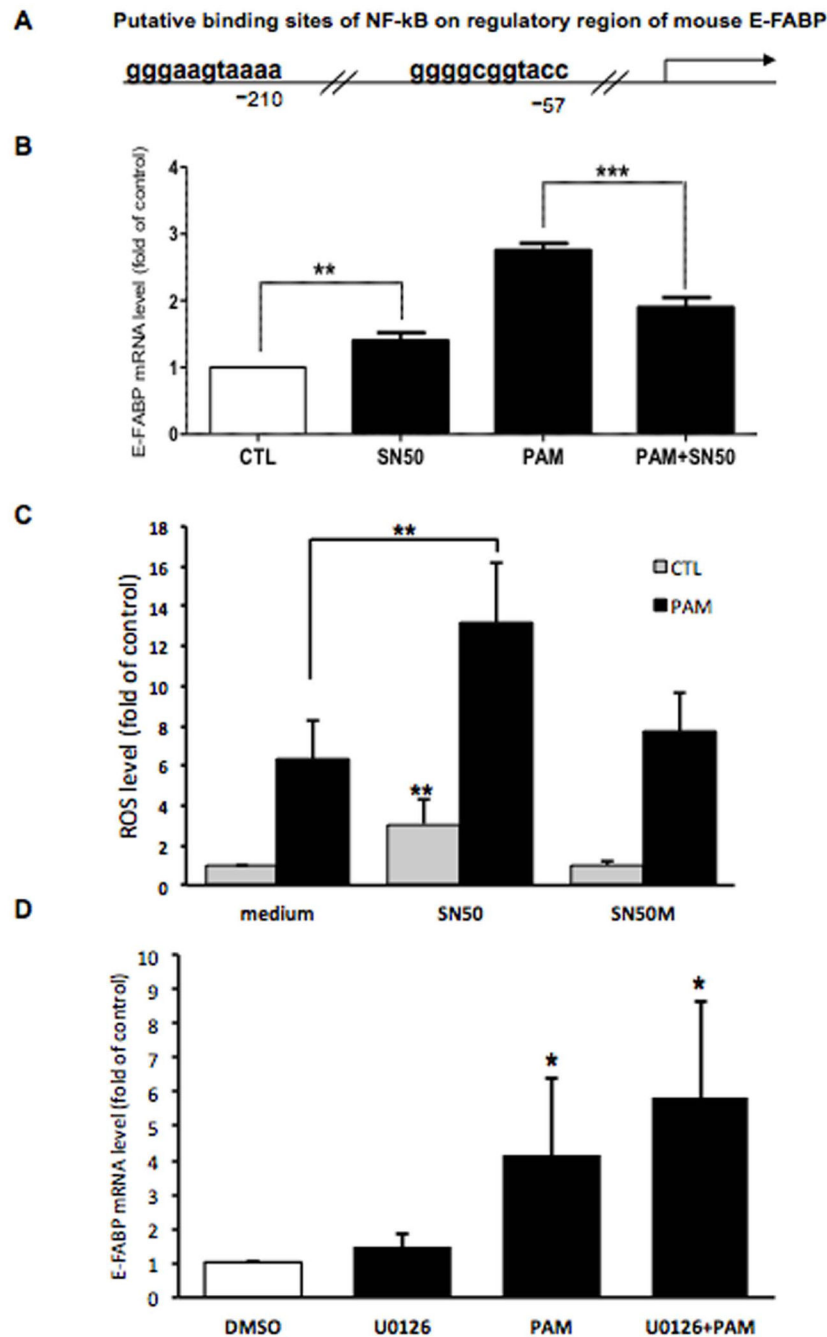 A Putative binding sites of NF-kB on regulatory region of mouse E-FABP
gggaagtaaaa ggggcggtacc
-210 -57
B
E-FABP mRNA level (fold of control)
4
3
2
1
0
** ***
CTL SN50 PAM PAM+SN50
C
ROS level (fold of control)
18
16
14
12
10
8
6
4
2
0
**
**
CTL
PAM
medium SN50 SN50M
D
E-FABP mRNA level (fold of control)
10
9
8
7
6
5
4
3
2
1
0
* *
DMSO U0126 PAM U0126+PAM